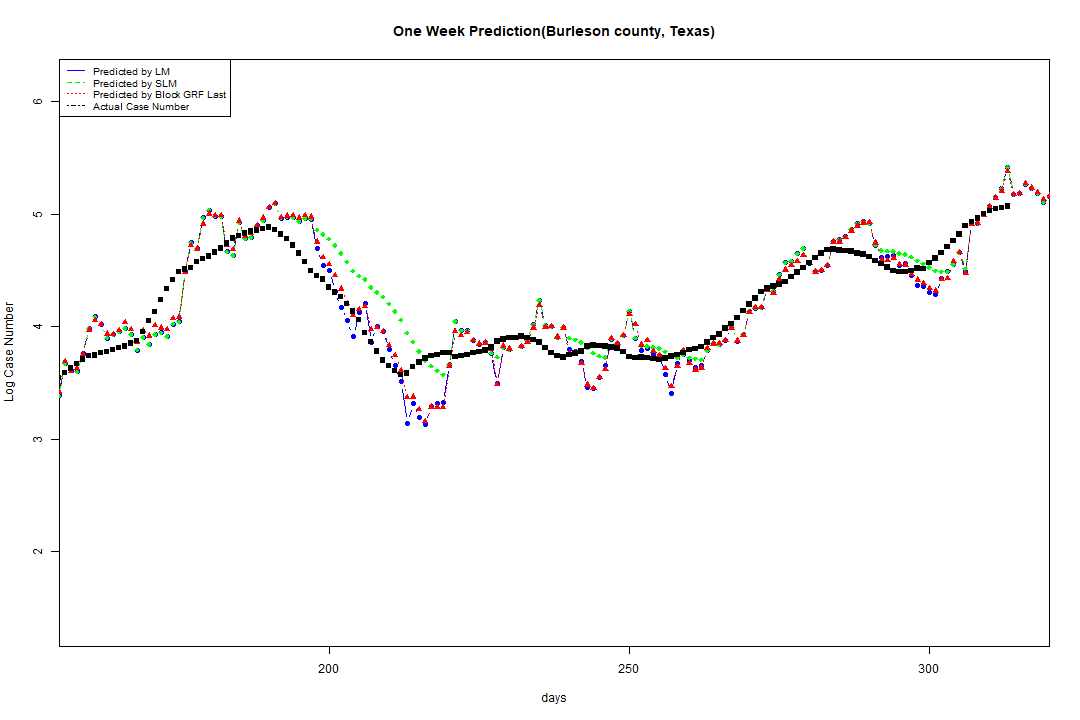 One Week Prediction(Burleson county, Texas)
Predicted by LM
Predicted by SLM
Predicted by Block GRF Last
Actual Case Number
6
5
4
3
2
Log Case Number
200
250
300
days